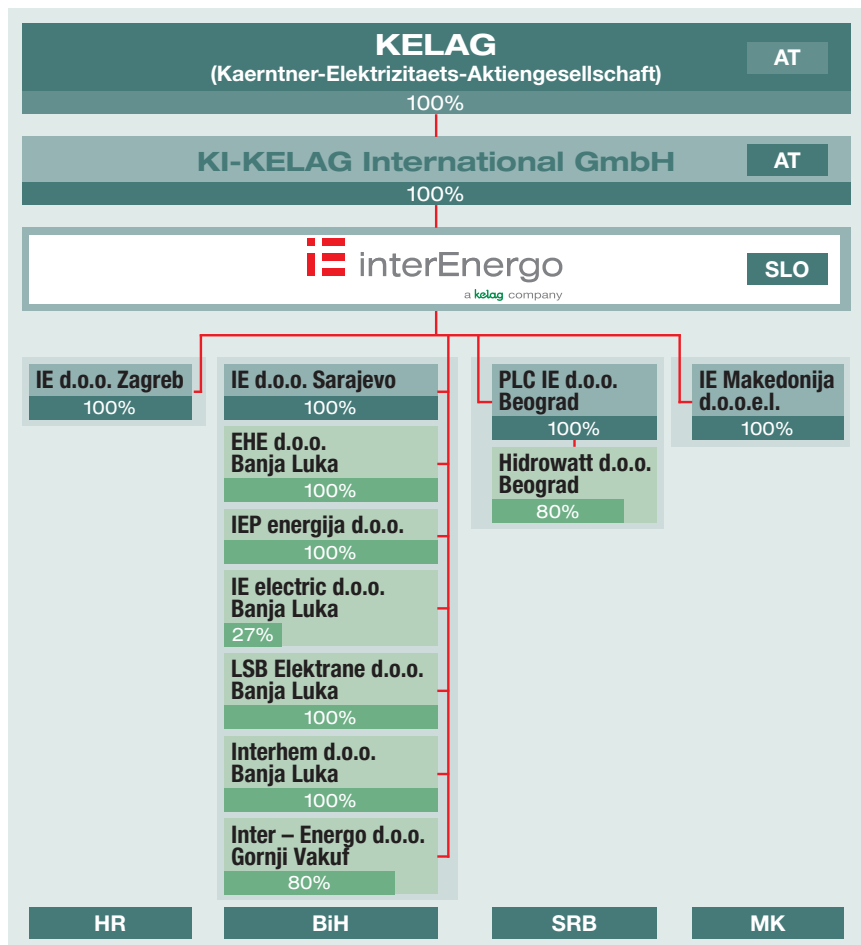 KELAG
(Kaerntner-Elektrizitaets-Aktiengesellschaft)
AT
100%
KI-KELAG International GmbH
AT
100%
iE interEnergo
a kelag company
SLO
IE d.o.o. Zagreb
100%
IE d.o.o. Sarajevo
100%
EHE d.o.o.
Banja Luka
100%
IEP energija d.o.o.
100%
IE electric d.o.o.
Banja Luka
27%
LSB Elektrane d.o.o.
Banja Luka
100%
Interhem d.o.o.
Banja Luka
100%
Inter – Energo d.o.o.
Gornji Vakuf
80%
PLC IE d.o.o.
Beograd
100%
Hidrowatt d.o.o.
Beograd
80%
IE Makedonija
d.o.o.e.l.
100%
HR
BiH
SRB
MK